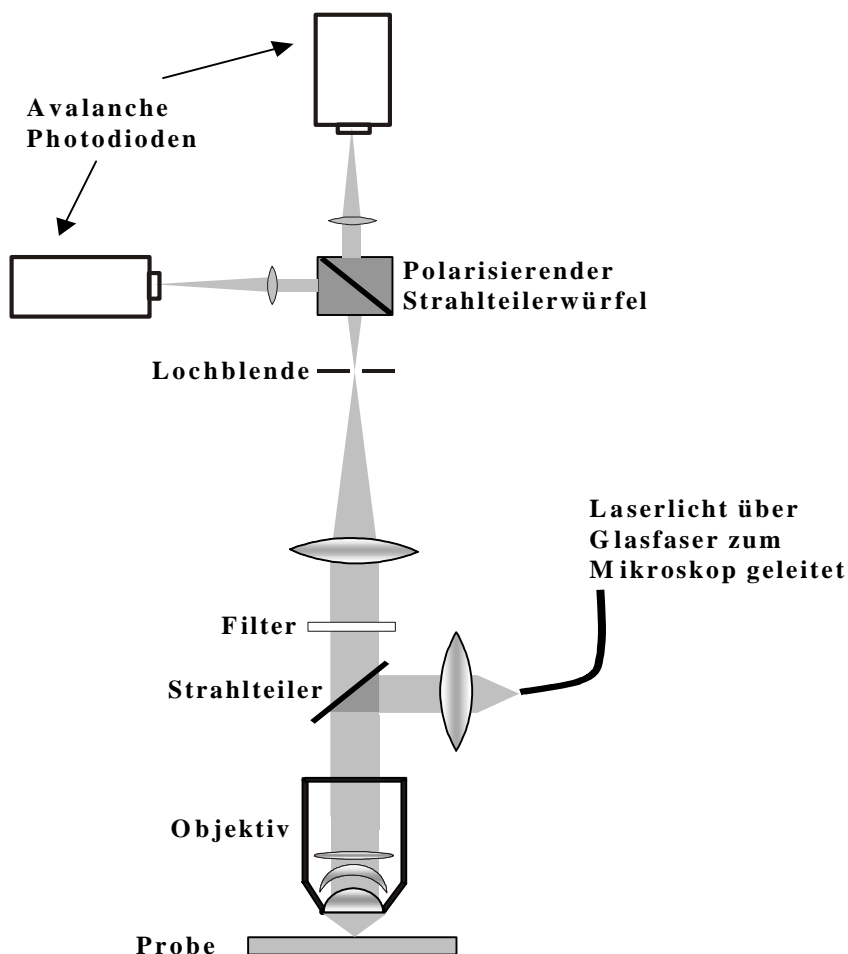 Avalanche
Photodioden
Polarisierender
Strahlteilerwürfel
Lochblende
Laserlicht über
Glasfaser zum
Mikroskop geleitet
Filter
Strahlteiler
Objektiv
Probe